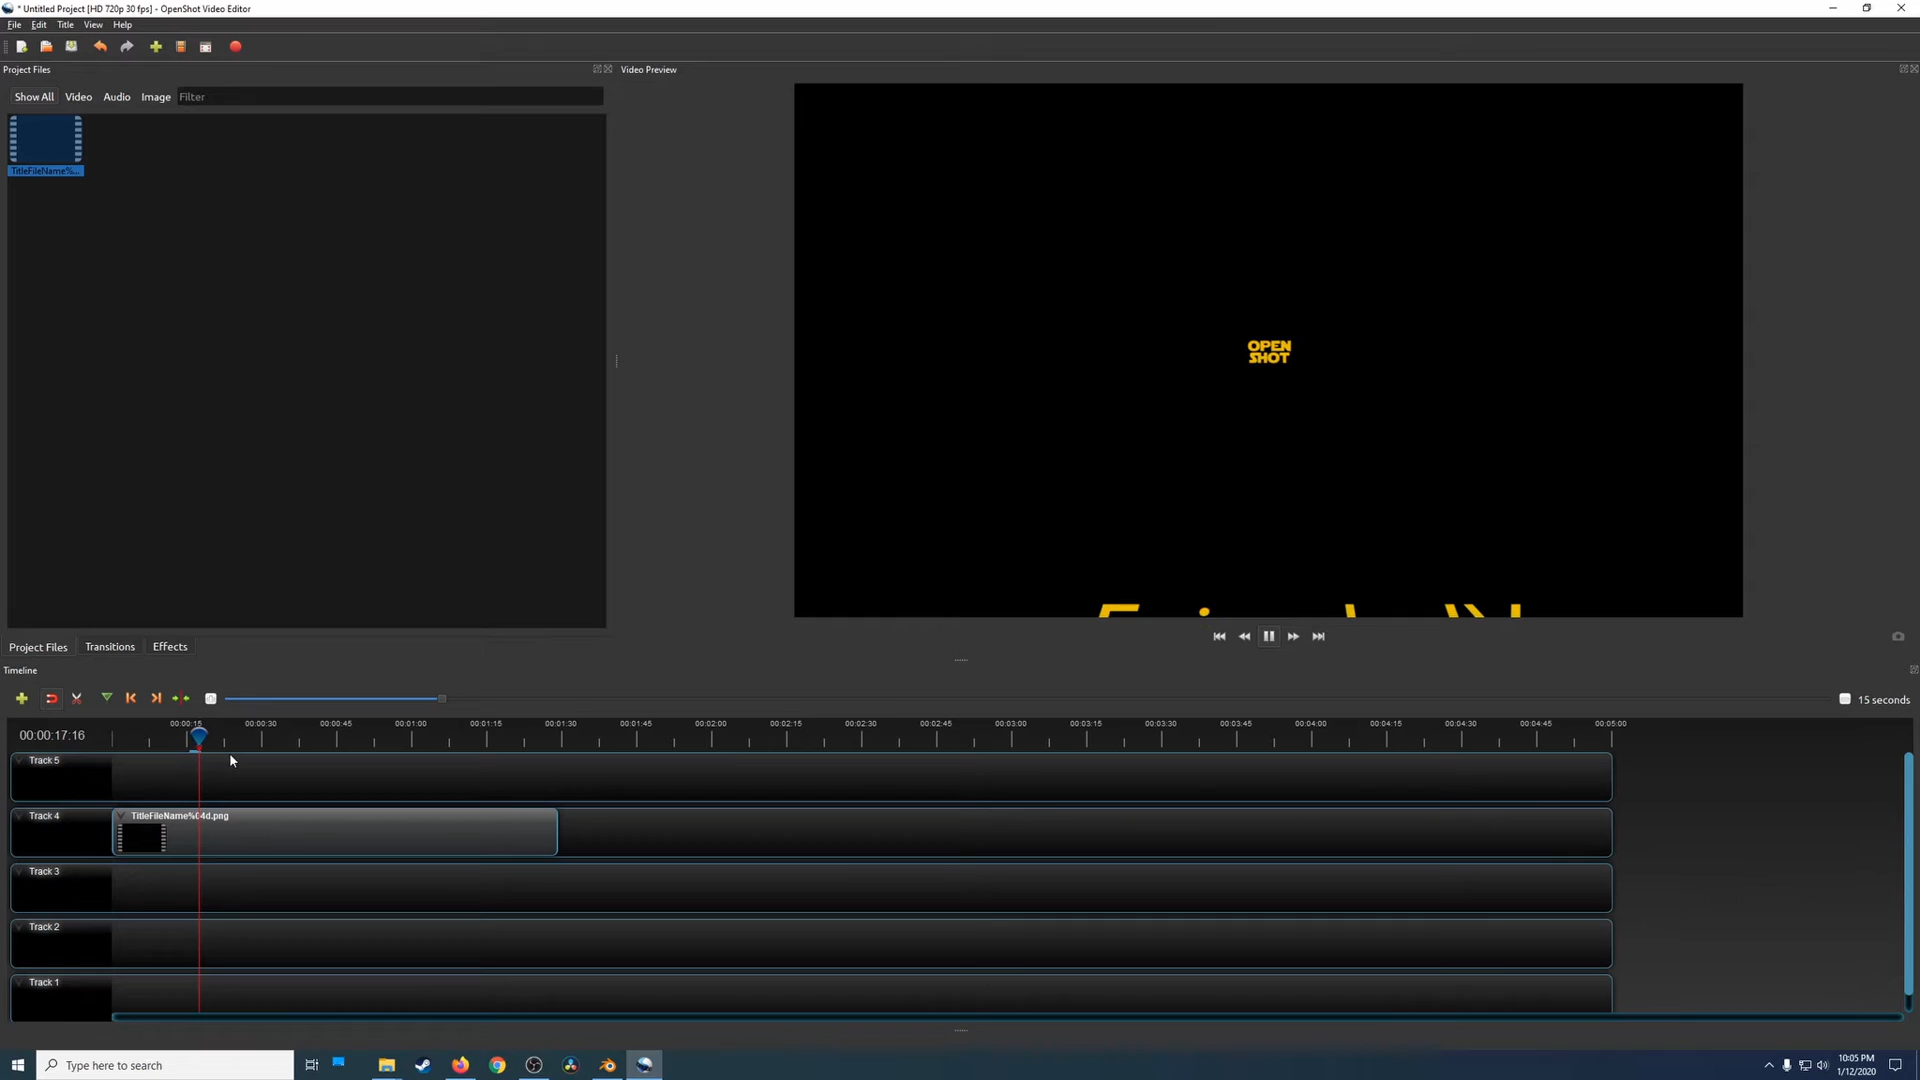 * Untitled Project [HD 720p 30 fps] - OpenShot Video Editor
File Edit Title View Help
Project Files
Video Preview
Show All Video Audio Image Filter
TitleFileName%...
OPEN
SHOT
Project Files Transitions Effects
Timeline
15 seconds
00:00:17:16
00:00:15 00:00:30 00:00:45 00:01:00 00:01:15 00:01:30 00:01:45 00:02:00 00:02:15 00:02:30 00:02:45 00:03:00 00:03:15 00:03:30 00:03:45 00:04:00 00:04:15 00:04:30 00:04:45 00:05:00
Track 5
Track 4
TitleFileName%04d.png
Track 3
Track 2
Track 1
Type here to search
10:05 PM
1/12/2020